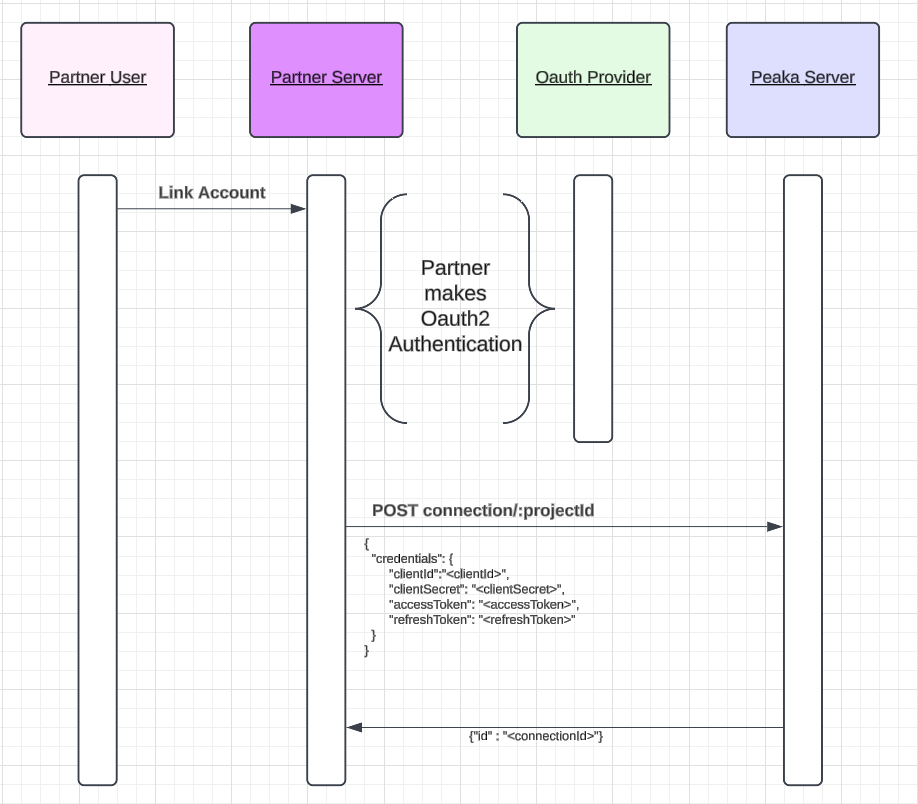 Partner User
Partner Server
Oauth Provider
Peaka Server
Link Account
Partner
makes
Oauth2
Authentication
POST connection/:projectId
{
"credentials": {
"clientId":"<clientId>",
"clientSecret": "<clientSecret>",
"accessToken": "<accessToken>",
"refreshToken": "<refreshToken>"
}
}
{"id" : "<connectionId>"}